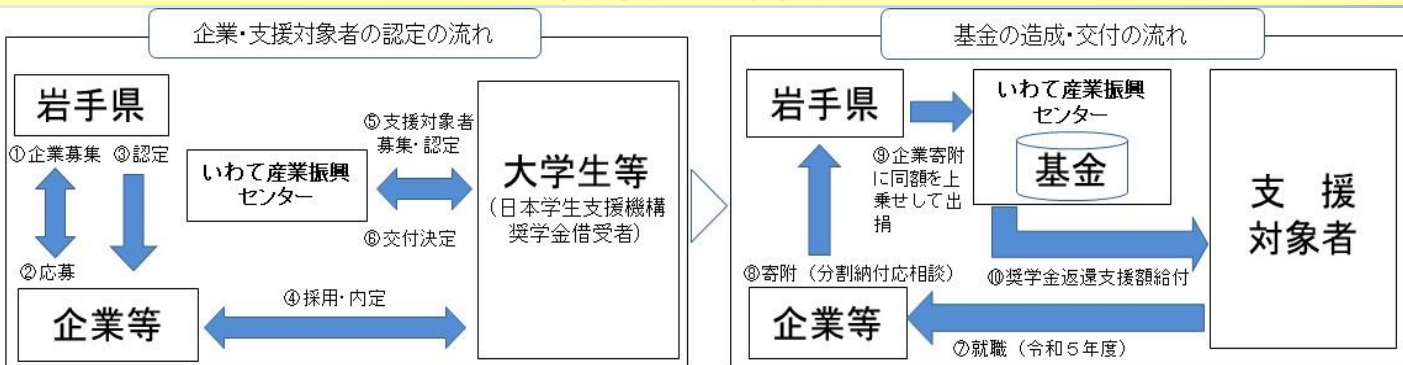 企業・支援対象者の認定の流れ
岩手県
①企業募集 ③認定
②応募
企業等
いわて産業振興
センター
⑤支援対象者
募集・認定
⑥交付決定
④採用・内定
大学生等
（日本学生支援機構
奨学金借受者）
基金の造成・交付の流れ
岩手県
いわて産業振興
センター
基金
⑨企業寄附
に同額を上
乗せして出
捐
⑧寄附（分割納付応相談）
企業等
⑩奨学金返還支援額給付
⑦就職（令和５年度）
支 援
対象者